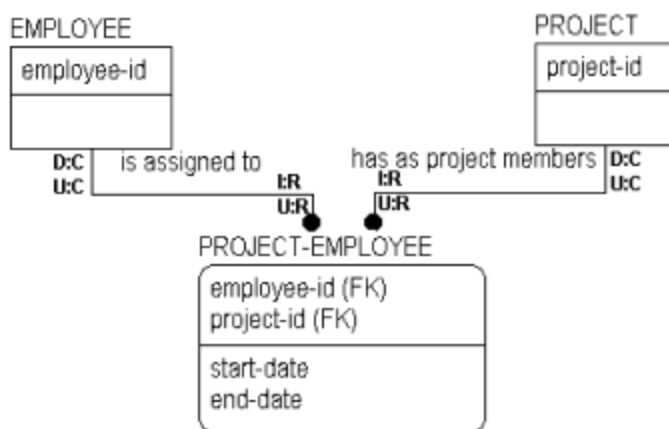 EMPLOYEE
PROJECT
employee-id
project-id
D:C
U:C
is assigned to
I:R
U:R
has as project members
I:R
U:R
D:C
U:C
PROJECT-EMPLOYEE
employee-id (FK)
project-id (FK)
start-date
end-date